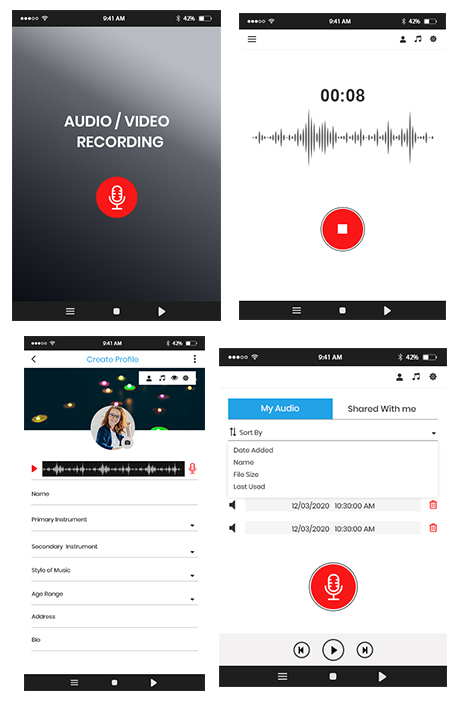 9:41 AM
42%
AUDIO / VIDEO
RECORDING
9:41 AM
42%
00:08
9:41 AM
42%
Create Profile
Name
Primary Instrument
Secondary Instrument
Style of Music
Age Range
Address
Bio
9:41 AM
42%
My Audio
Shared With me
Sort By
Date Added
Name
File Size
Last Used
12/03/2020 10:30:00 AM
12/03/2020 10:30:00 AM